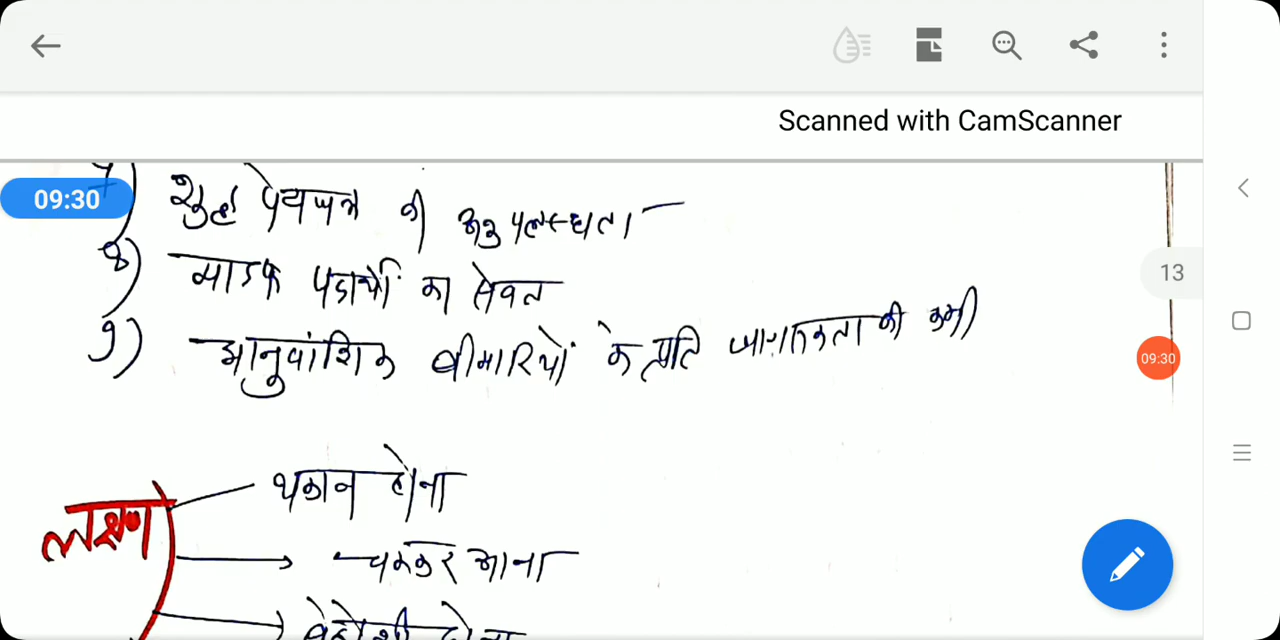 Scanned with CamScanner
09:30
7) शुद्ध पेयजल की अनुपलब्धता
13
8) मादक पदार्थो का सेवन
9) आनुवांशिक बीमारियों के प्रति जागरूकता की कमी
09:30
लक्षण
थकान होना
चक्कर आना
बेहोशी होना